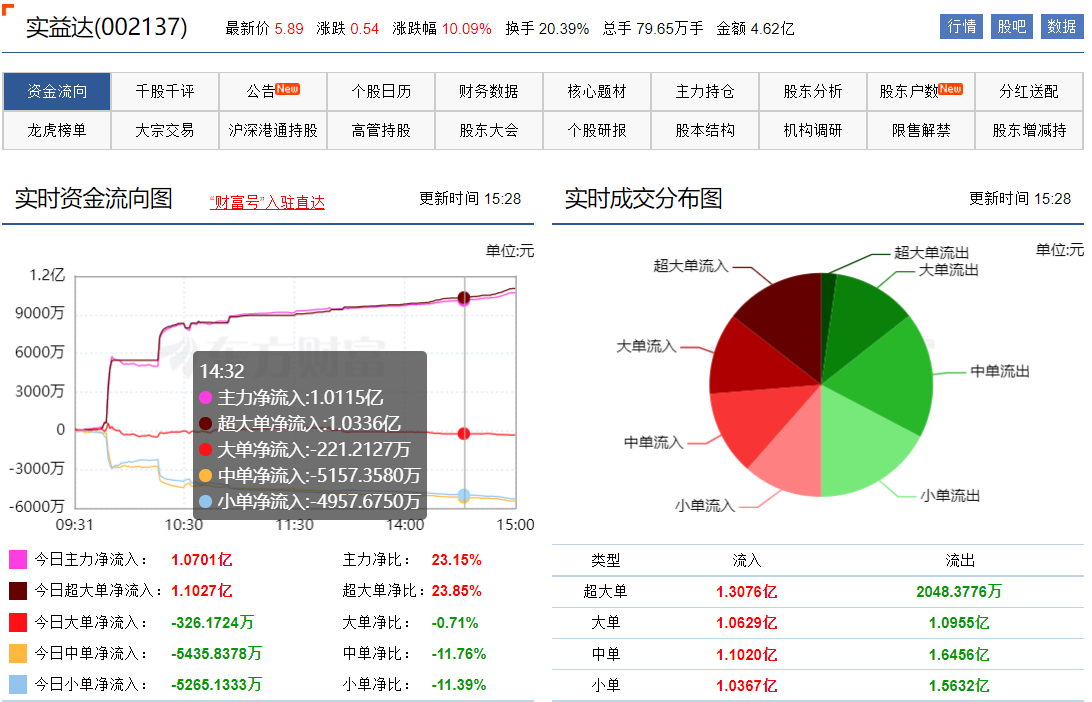 实益达(002137)
最新价 5.89 涨跌 0.54 涨跌幅 10.09% 换手 20.39% 总手 79.65万手 金额 4.62亿
行情 股吧 数据
资金流向 千股千评 公告New 个股日历 财务数据 核心题材 主力持仓 股东分析 股东户数New 分红送配
龙虎榜单 大宗交易 沪深港通持股 高管持股 股东大会 个股研报 股本结构 机构调研 限售解禁 股东增减持
实时资金流向图 "财富号"入驻直达 更新时间 15:28
单位:元
1.2亿
9000万
6000万
3000万
0
-3000万
-6000万
09:31 10:30 11:30 14:00 15:00
东方财富
14:32
主力净流入:1.0115亿
超大单净流入:1.0336亿
大单净流入:-221.2127万
中单净流入:-5157.3580万
小单净流入:-4957.6750万
今日主力净流入： 1.0701亿 主力净比： 23.15%
今日超大单净流入： 1.1027亿 超大单净比： 23.85%
今日大单净流入： -326.1724万 大单净比： -0.71%
今日中单净流入： -5435.8378万 中单净比： -11.76%
今日小单净流入： -5265.1333万 小单净比： -11.39%
实时成交分布图 更新时间 15:28
单位:元
超大单流入
超大单流出
大单流出
大单流入
中单流出
中单流入
小单流出
小单流入
类型 流入 流出
超大单 1.3076亿 2048.3776万
大单 1.0629亿 1.0955亿
中单 1.1020亿 1.6456亿
小单 1.0367亿 1.5632亿